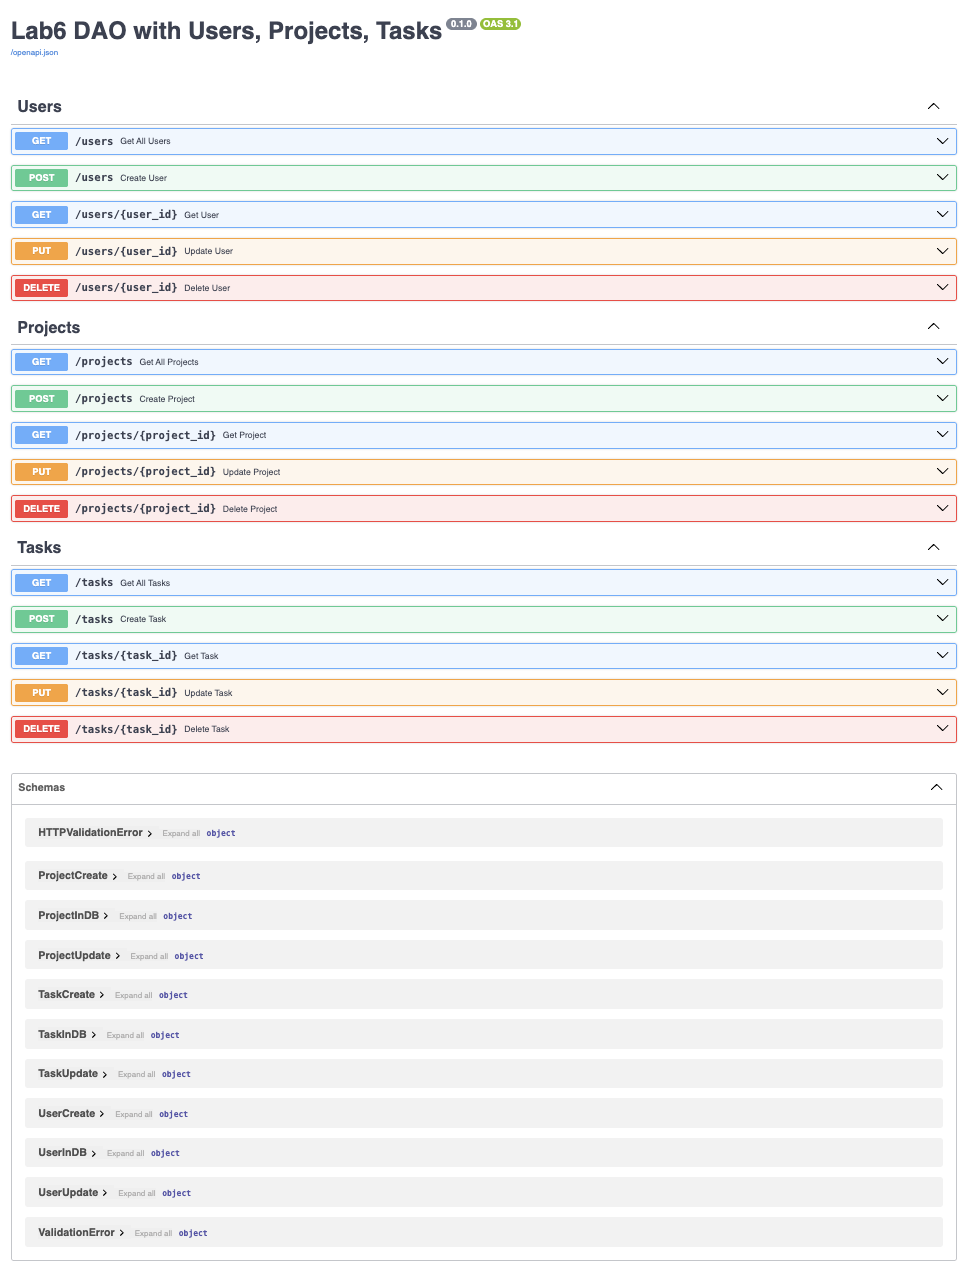 Lab6 DAO with Users, Projects, Tasks 0.1.0 OAS 3.1
/openapi.json
Users
GET /users Get All Users
POST /users Create User
GET /users/{user_id} Get User
PUT /users/{user_id} Update User
DELETE /users/{user_id} Delete User
Projects
GET /projects Get All Projects
POST /projects Create Project
GET /projects/{project_id} Get Project
PUT /projects/{project_id} Update Project
DELETE /projects/{project_id} Delete Project
Tasks
GET /tasks Get All Tasks
POST /tasks Create Task
GET /tasks/{task_id} Get Task
PUT /tasks/{task_id} Update Task
DELETE /tasks/{task_id} Delete Task
Schemas
HTTPValidationError Expand all object
ProjectCreate Expand all object
ProjectInDB Expand all object
ProjectUpdate Expand all object
TaskCreate Expand all object
TaskInDB Expand all object
TaskUpdate Expand all object
UserCreate Expand all object
UserInDB Expand all object
UserUpdate Expand all object
ValidationError Expand all object